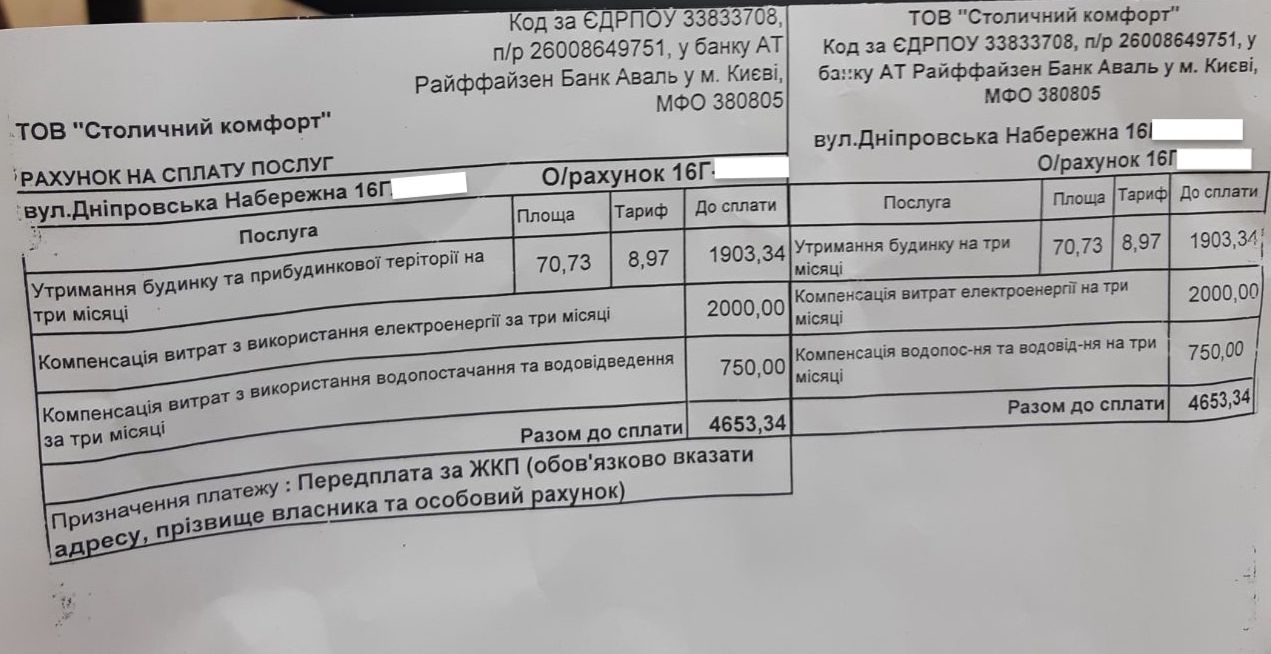 Код за ЄДРПОУ 33833708,
п/р 26008649751, у банку АТ
Райффайзен Банк Аваль у м. Києві,
МФО 380805
ТОВ "Столичний комфорт"
РАХУНОК НА СПЛАТУ ПОСЛУГ
вул.Дніпровська Набережна 16Г
О/рахунок 16Г-
Послуга Площа Тариф До сплати
Утримання будинку та прибудинкової теріторії на
три місяці
70,73 8,97 1903,34
Компенсація витрат з використання електроенергії за три місяці 2000,00
Компенсація витрат з використання водопостачання та водовідведення
за три місяці
750,00
Разом до сплати 4653,34
Призначення платежу : Передплата за ЖКП (обов'язково вказати
адресу, прізвище власника та особовий рахунок)
ТОВ "Столичний комфорт"
Код за ЄДРПОУ 33833708, п/р 26008649751, у
банку АТ Райффайзен Банк Аваль у м. Києві,
МФО 380805
вул.Дніпровська Набережна 16Г
О/рахунок 16Г
Послуга Площа Тариф До сплати
Утримання будинку на три
місяці
70,73 8,97 1903,34
Компенсація витрат електроенергії на три
місяці
2000,00
Компенсація водопос-ня та водовід-ня на три
місяці
750,00
Разом до сплати 4653,34